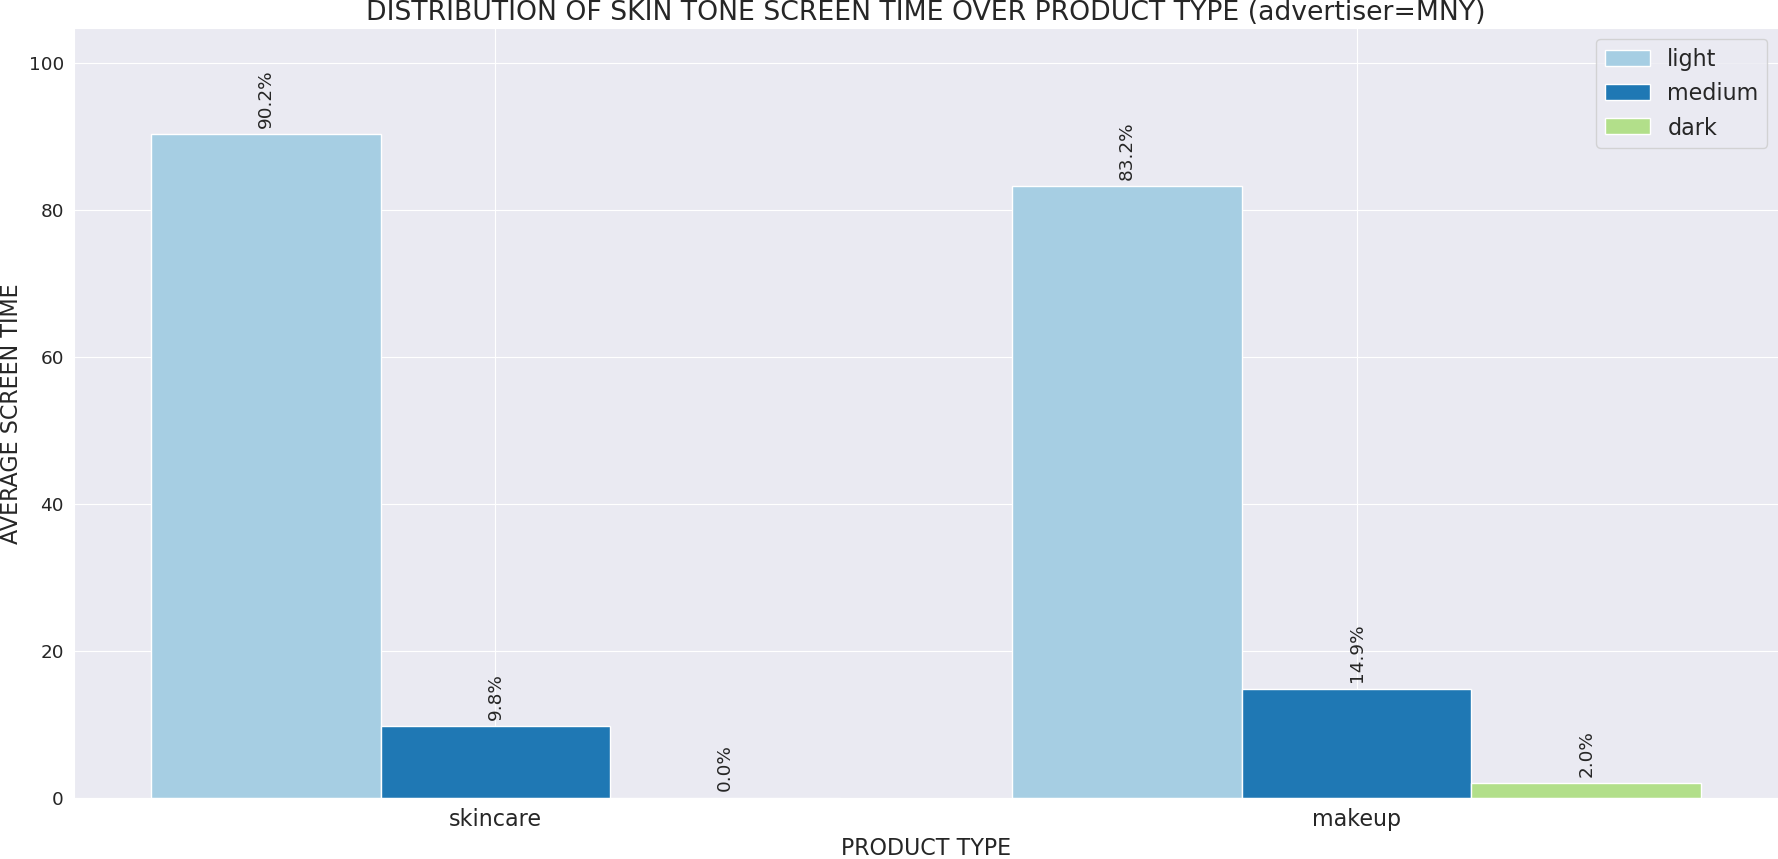 DISTRIBUTION OF SKIN TONE SCREEN TIME OVER PRODUCT TYPE (advertiser=MNY)
light
medium
dark
AVERAGE SCREEN TIME
100
80
60
40
20
0
90.2%
9.8%
0.0%
83.2%
14.9%
2.0%
skincare
makeup
PRODUCT TYPE